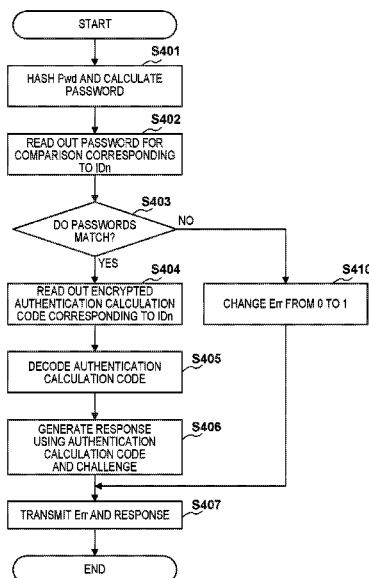 START
S401
HASH Pwd AND CALCULATE
PASSWORD
S402
READ OUT PASSWORD FOR
COMPARISON CORRESPONDING
TO IDn
S403
DO PASSWORDS
MATCH?
NO
YES
S404
READ OUT ENCRYPTED
AUTHENTICATION CALCULATION
CODE CORRESPONDING TO IDn
S410
CHANGE Err FROM 0 TO 1
S405
DECODE AUTHENTICATION
CALCULATION CODE
S406
GENERATE RESPONSE
USING AUTHENTICATION
CALCULATION CODE
AND CHALLENGE
S407
TRANSMIT Err AND RESPONSE
END